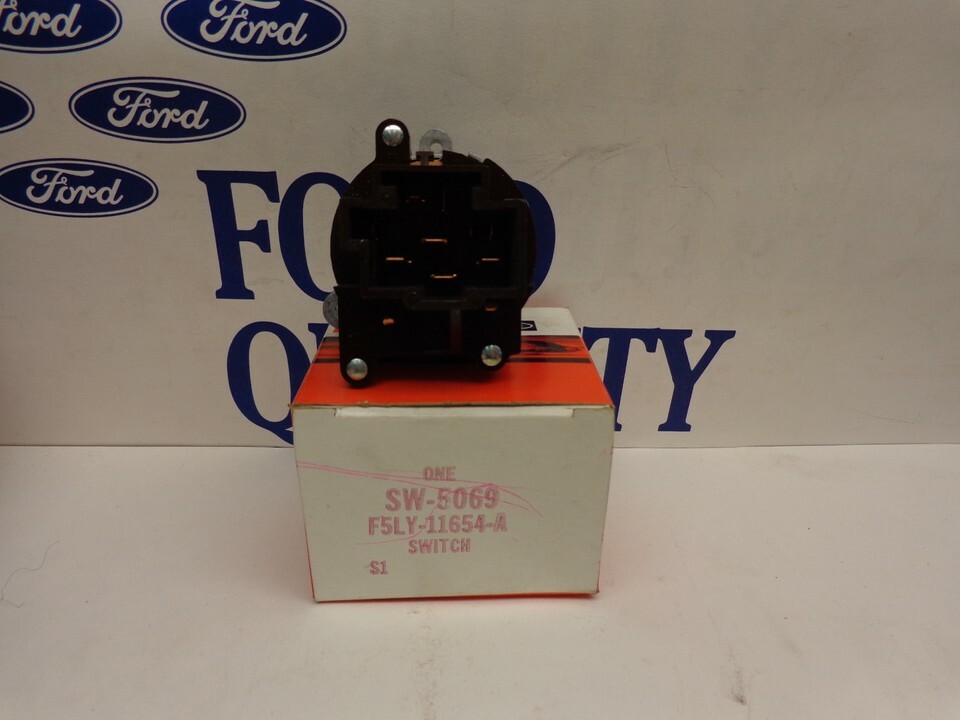 Ford
Ford
Ford
Ford
ONE
SW-5069
F5LY-11654-A
SWITCH
S1